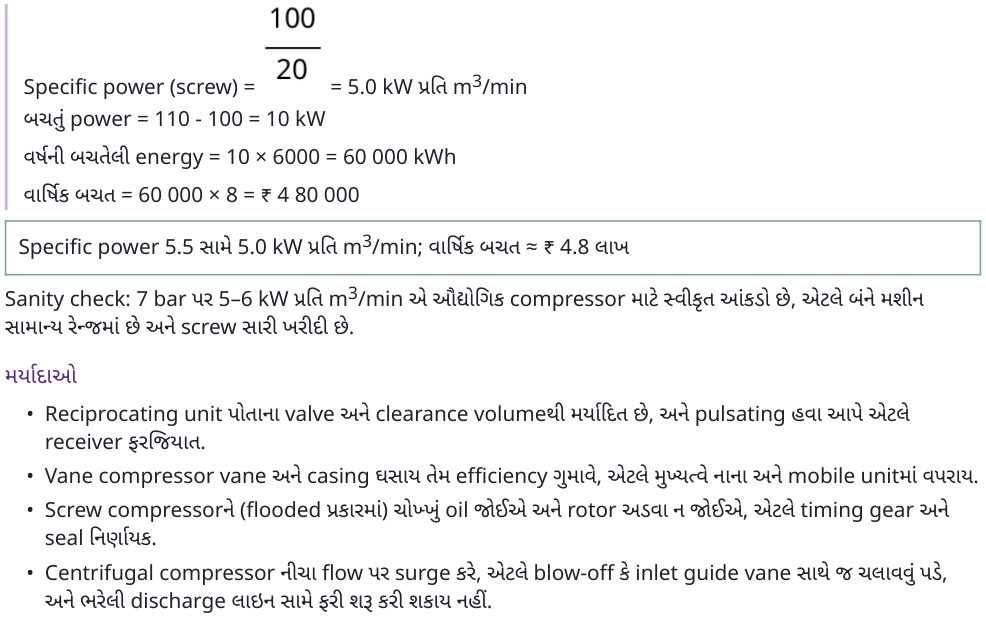 Specific power (screw) = 100/20 = 5.0 kW પ્રતિ m³/min
બચતું power = 110 - 100 = 10 kW
વર્ષની બચતેલી energy = 10 × 6000 = 60 000 kWh
વાર્ષિક બચત = 60 000 × 8 = ₹ 4 80 000
Specific power 5.5 સામે 5.0 kW પ્રતિ m³/min; વાર્ષિક બચત ≈ ₹ 4.8 લાખ
Sanity check: 7 bar પર 5–6 kW પ્રતિ m³/min એ ઔદ્યોગિક compressor માટે સ્વીકૃત આંકડો છે, એટલે બંને મશીન
સામાન્ય રેન્જમાં છે અને screw સારી ખરીદી છે.
મર્યાદાઓ
• Reciprocating unit પોતાના valve અને clearance volumeથી મર્યાદિત છે, અને pulsating હવા આપે એટલે
receiver ફરજિયાત.
• Vane compressor vane અને casing ઘસાય તેમ efficiency ગુમાવે, એટલે મુખ્યત્વે નાના અને mobile unitમાં વપરાય.
• Screw compressorને (flooded પ્રકારમાં) ચોખ્ખું oil જોઈએ અને rotor અડવા ન જોઈએ, એટલે timing gear અને
seal નિર્ણાયક.
• Centrifugal compressor નીચા flow પર surge કરે, એટલે blow-off કે inlet guide vane સાથે જ ચલાવવું પડે,
અને ભરેલી discharge લાઇન સામે ફરી શરૂ કરી શકાય નહીં.